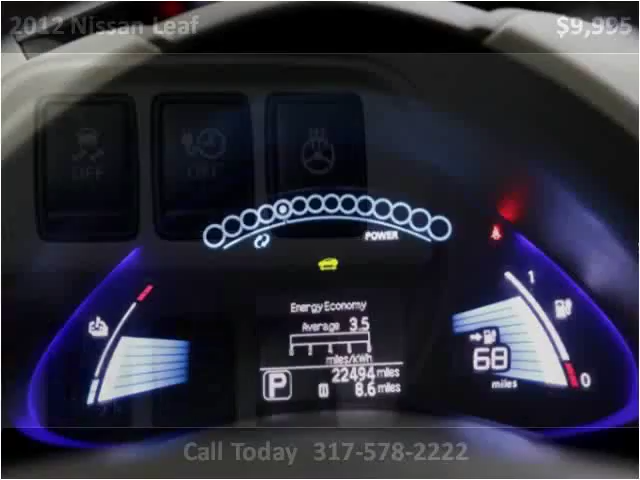 2012 Nissan Leaf
$9,995
OFF
OFF
POWER
Energy Economy
Average 3.5
miles/kWh
P
22494 miles
8.6 miles
1
0
68
miles
Call Today 317-578-2222